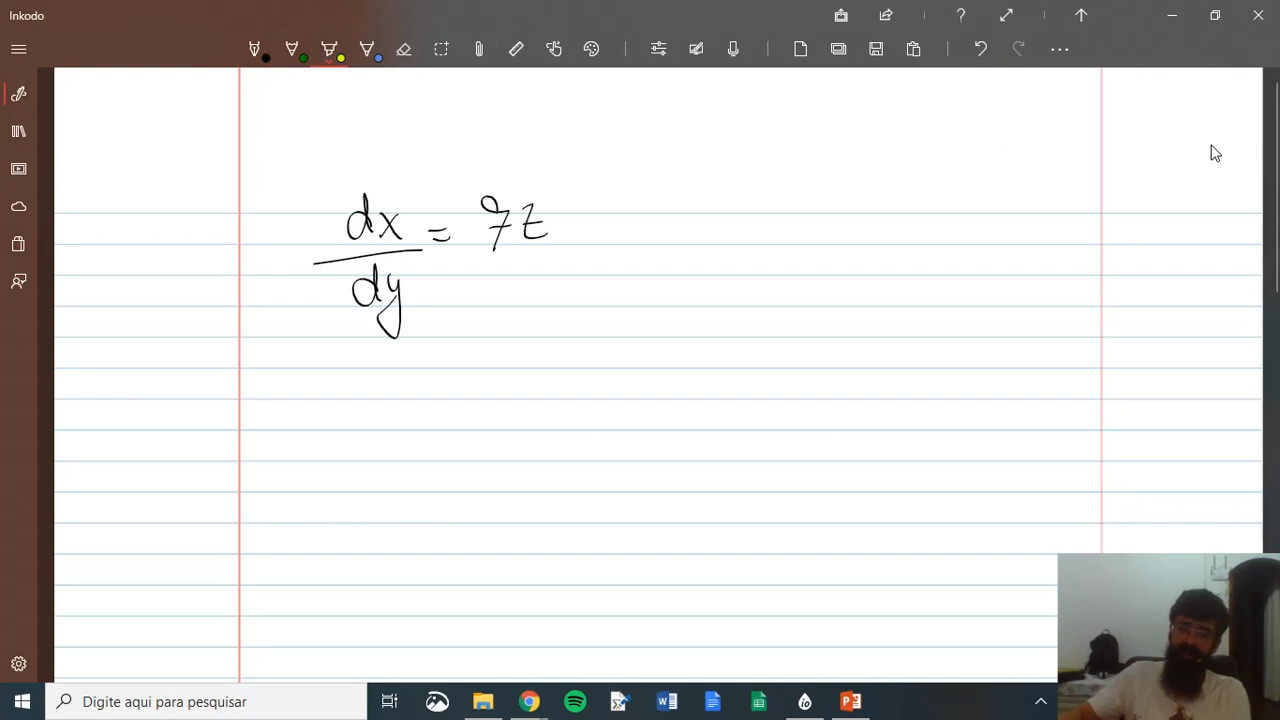 Inkodo
dx = 7z
dy
Digite aqui para pesquisar